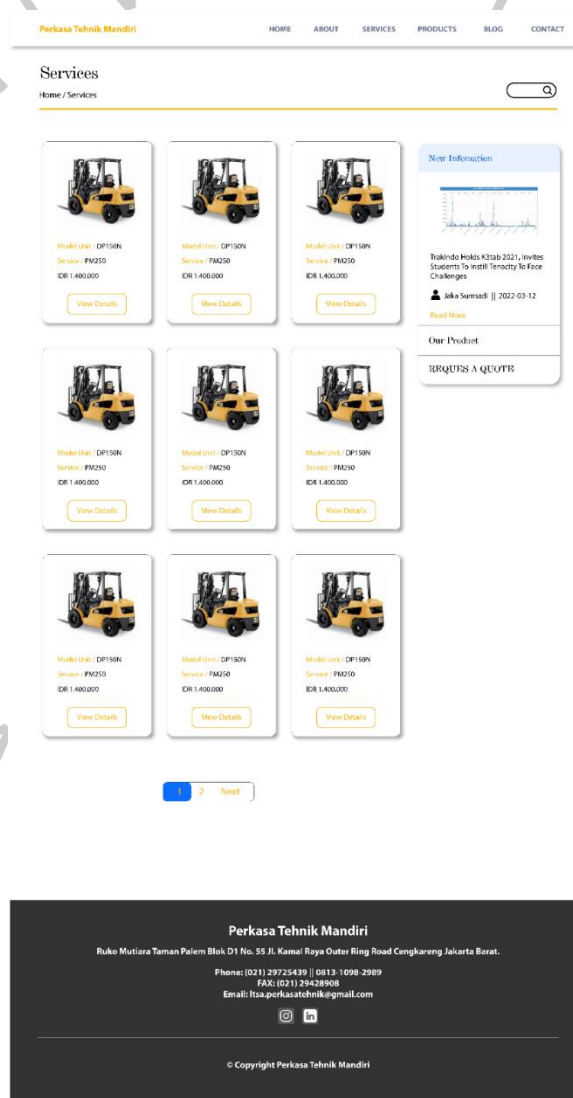 Perkasa Tehnik Mandiri
HOME ABOUT SERVICES PRODUCTS BLOG CONTACT
Services
Home / Services
Model Unit / DP150N
Service / PM250
IDR 1.400.000
View Details
Model Unit / DP150N
Service / PM250
IDR 1.400.000
View Details
Model Unit / DP150N
Service / PM250
IDR 1.400.000
View Details
New Infomation
Trakindo Holds K3tab 2021, Invites
Students To Instill Tenacity To Face
Challenges
Jaka Sumsadi || 2022-03-12
Read More
Our Product
REQUES A QUOTE
Model Unit / DP150N
Service / PM250
IDR 1.400.000
View Details
Model Unit / DP150N
Service / PM250
IDR 1.400.000
View Details
Model Unit / DP150N
Service / PM250
IDR 1.400.000
View Details
Model Unit / DP150N
Service / PM250
IDR 1.400.000
View Details
Model Unit / DP150N
Service / PM250
IDR 1.400.000
View Details
Model Unit / DP150N
Service / PM250
IDR 1.400.000
View Details
1 2 Next
Perkasa Tehnik Mandiri
Ruko Mutiara Taman Palem Blok D1 No. 55 Jl. Kamal Raya Outer Ring Road Cengkareng Jakarta Barat.
Phone: (021) 29725439 || 0813-1098-2989
FAX: (021) 29428908
Email: ltsa.perkasatehnik@gmail.com
© Copyright Perkasa Tehnik Mandiri